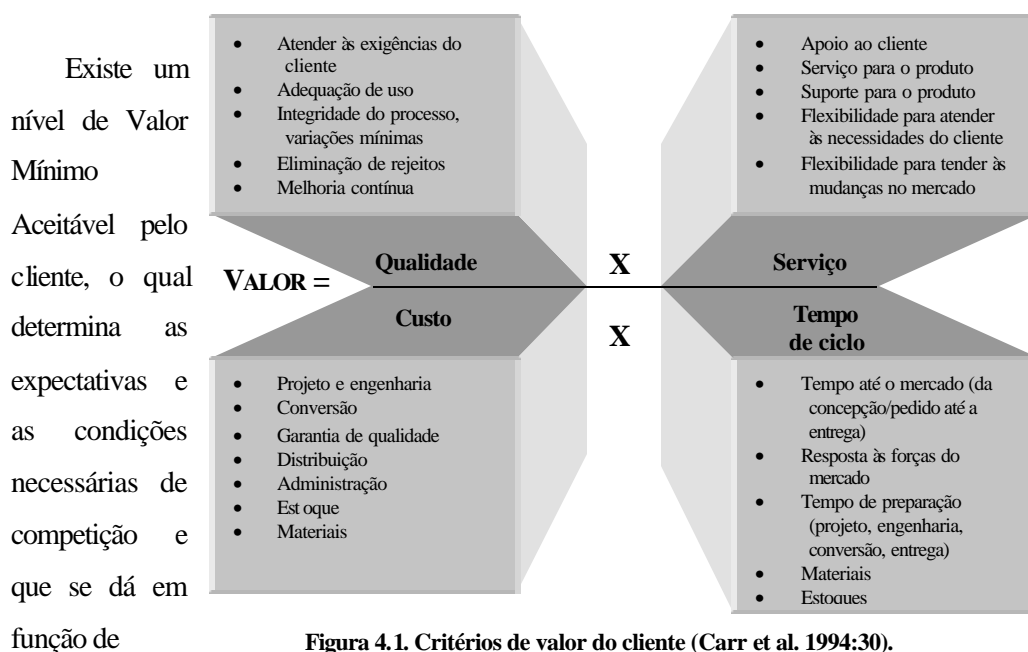 Existe um
nível de Valor
Mínimo
Aceitável pelo
cliente, o qual
determina as
expectativas e
as condições
necessárias de
competição e
que se dá em
função de
• Atender às exigências do
cliente
• Adequação de uso
• Integridade do processo,
variações mínimas
• Eliminação de rejeitos
• Melhoria contínua
• Apoio ao cliente
• Serviço para o produto
• Suporte para o produto
• Flexibilidade para atender
às necessidades do cliente
• Flexibilidade para tender às
mudanças no mercado
VALOR =
Qualidade
X
Serviço
Custo
X
Tempo
de ciclo
• Projeto e engenharia
• Conversão
• Garantia de qualidade
• Distribuição
• Administração
• Est oque
• Materiais
• Tempo até o mercado (da
concepção/pedido até a
entrega)
• Resposta às forças do
mercado
• Tempo de preparação
(projeto, engenharia,
conversão, entrega)
• Materiais
• Estoques
Figura 4.1. Critérios de valor do cliente (Carr et al. 1994:30).